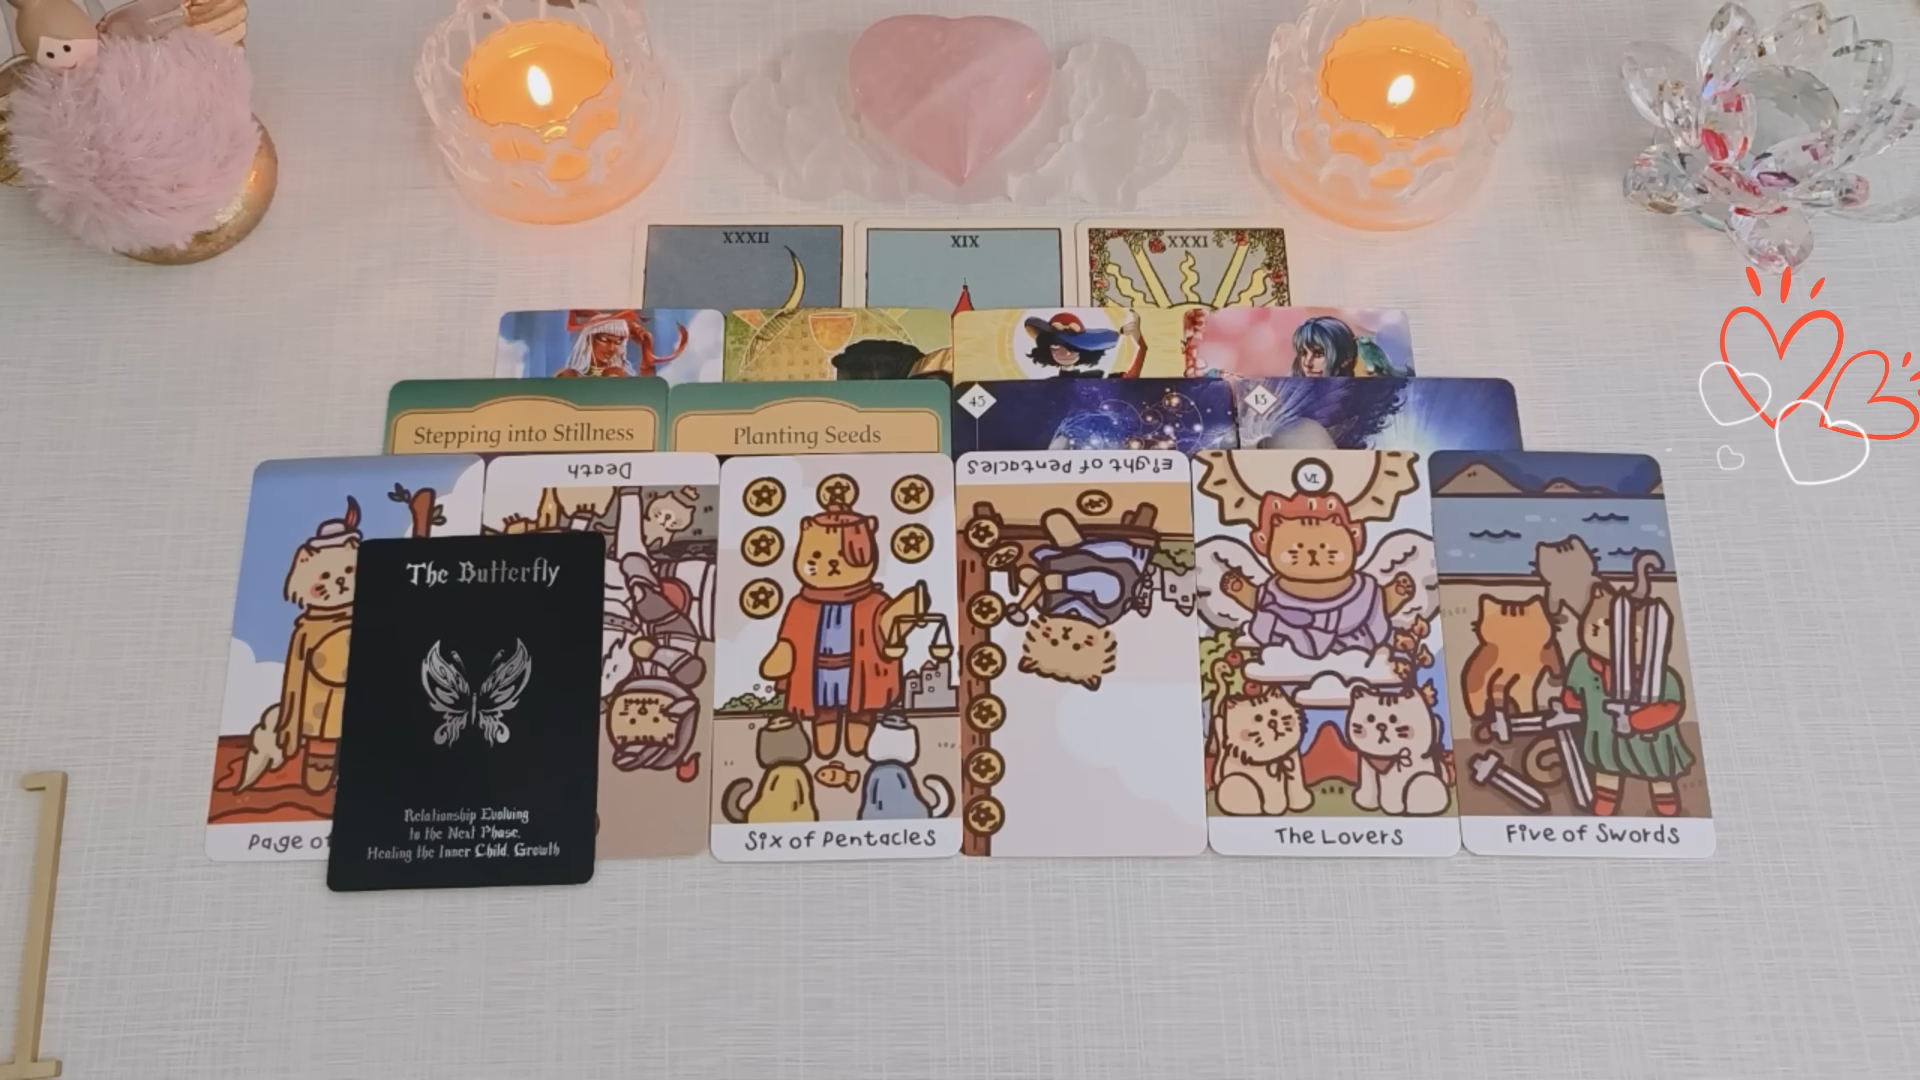 XXXII
XIX
XXXI
Stepping into Stillness
Planting Seeds
45
13
Death
Eight of Pentacles
VI
The Butterfly
Relationship Evolving
to the Next Phase,
Healing the Inner Child, Growth
Page of
Six of Pentacles
The Lovers
Five of Swords